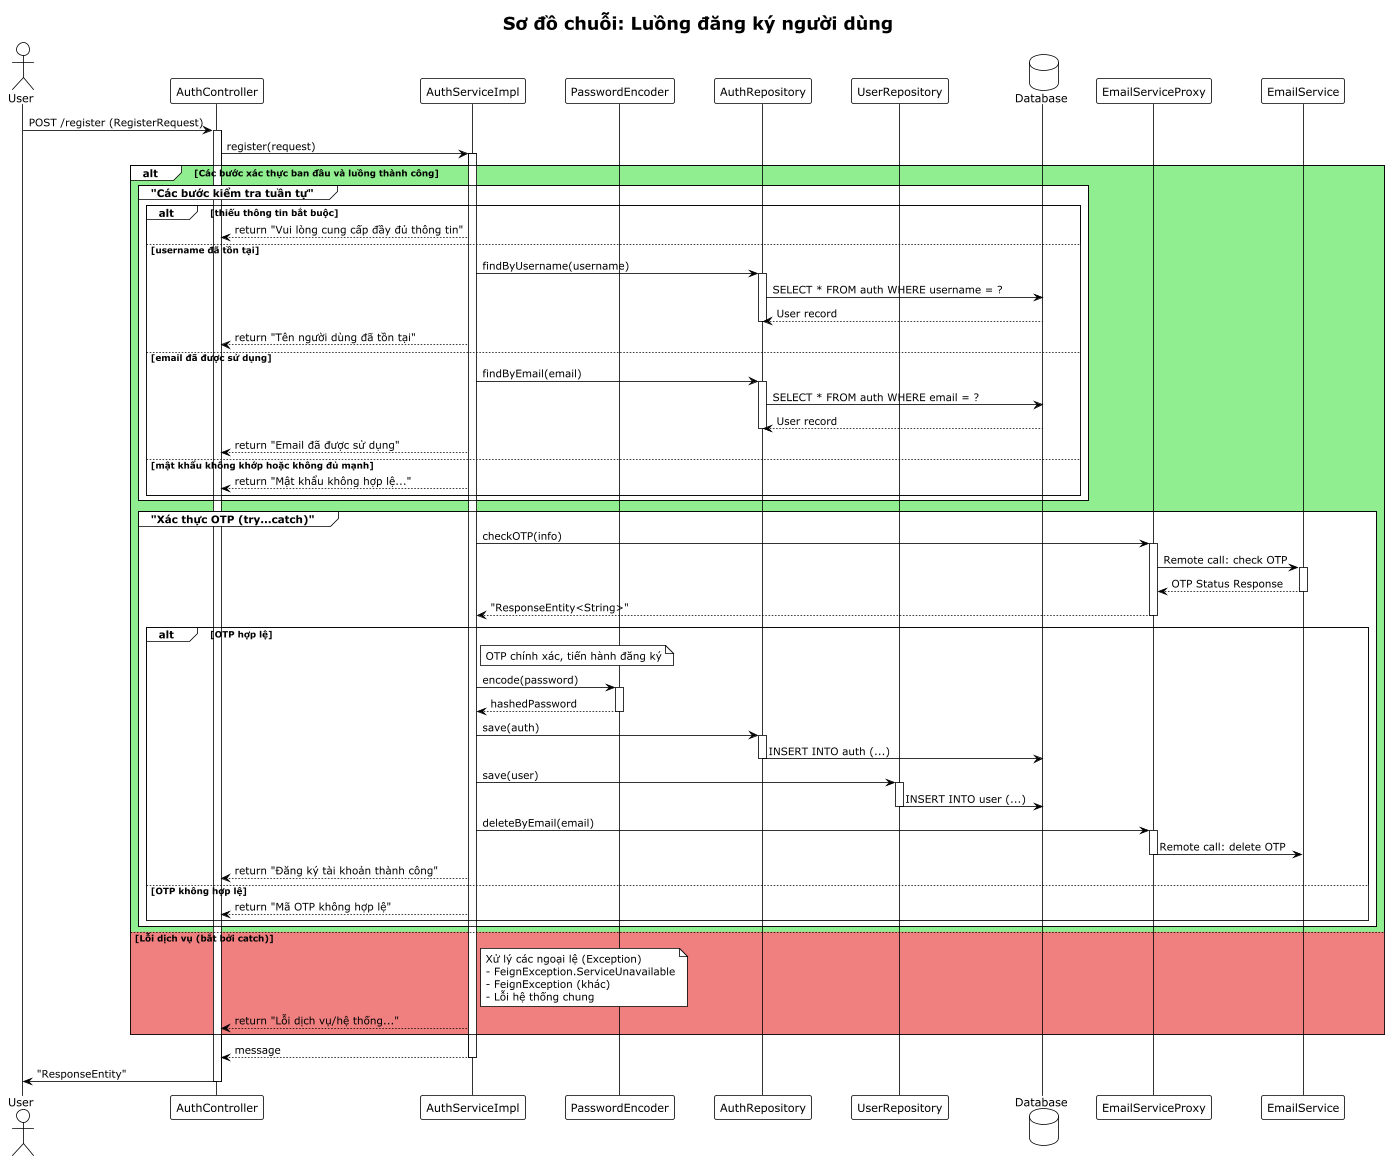 Sơ đồ chuỗi: Luồng đăng ký người dùng
User
AuthController
AuthServiceImpl
PasswordEncoder
AuthRepository
UserRepository
Database
EmailServiceProxy
EmailService
POST /register (RegisterRequest)
register(request)
alt [Các bước xác thực ban đầu và luồng thành công]
"Các bước kiểm tra tuần tự"
alt [thiếu thông tin bắt buộc]
return "Vui lòng cung cấp đầy đủ thông tin"
[username đã tồn tại]
findByUsername(username)
SELECT * FROM auth WHERE username = ?
User record
return "Tên người dùng đã tồn tại"
[email đã được sử dụng]
findByEmail(email)
SELECT * FROM auth WHERE email = ?
User record
return "Email đã được sử dụng"
[mật khẩu không khớp hoặc không đủ mạnh]
return "Mật khẩu không hợp lệ..."
"Xác thực OTP (try...catch)"
checkOTP(info)
Remote call: check OTP
OTP Status Response
"ResponseEntity<String>"
alt [OTP hợp lệ]
OTP chính xác, tiến hành đăng ký
encode(password)
hashedPassword
save(auth)
INSERT INTO auth (...)
save(user)
INSERT INTO user (...)
deleteByEmail(email)
Remote call: delete OTP
return "Đăng ký tài khoản thành công"
[OTP không hợp lệ]
return "Mã OTP không hợp lệ"
[Lỗi dịch vụ (bắt bởi catch)]
Xử lý các ngoại lệ (Exception)
- FeignException.ServiceUnavailable
- FeignException (khác)
- Lỗi hệ thống chung
return "Lỗi dịch vụ/hệ thống..."
message
"ResponseEntity"
User
AuthController
AuthServiceImpl
PasswordEncoder
AuthRepository
UserRepository
Database
EmailServiceProxy
EmailService